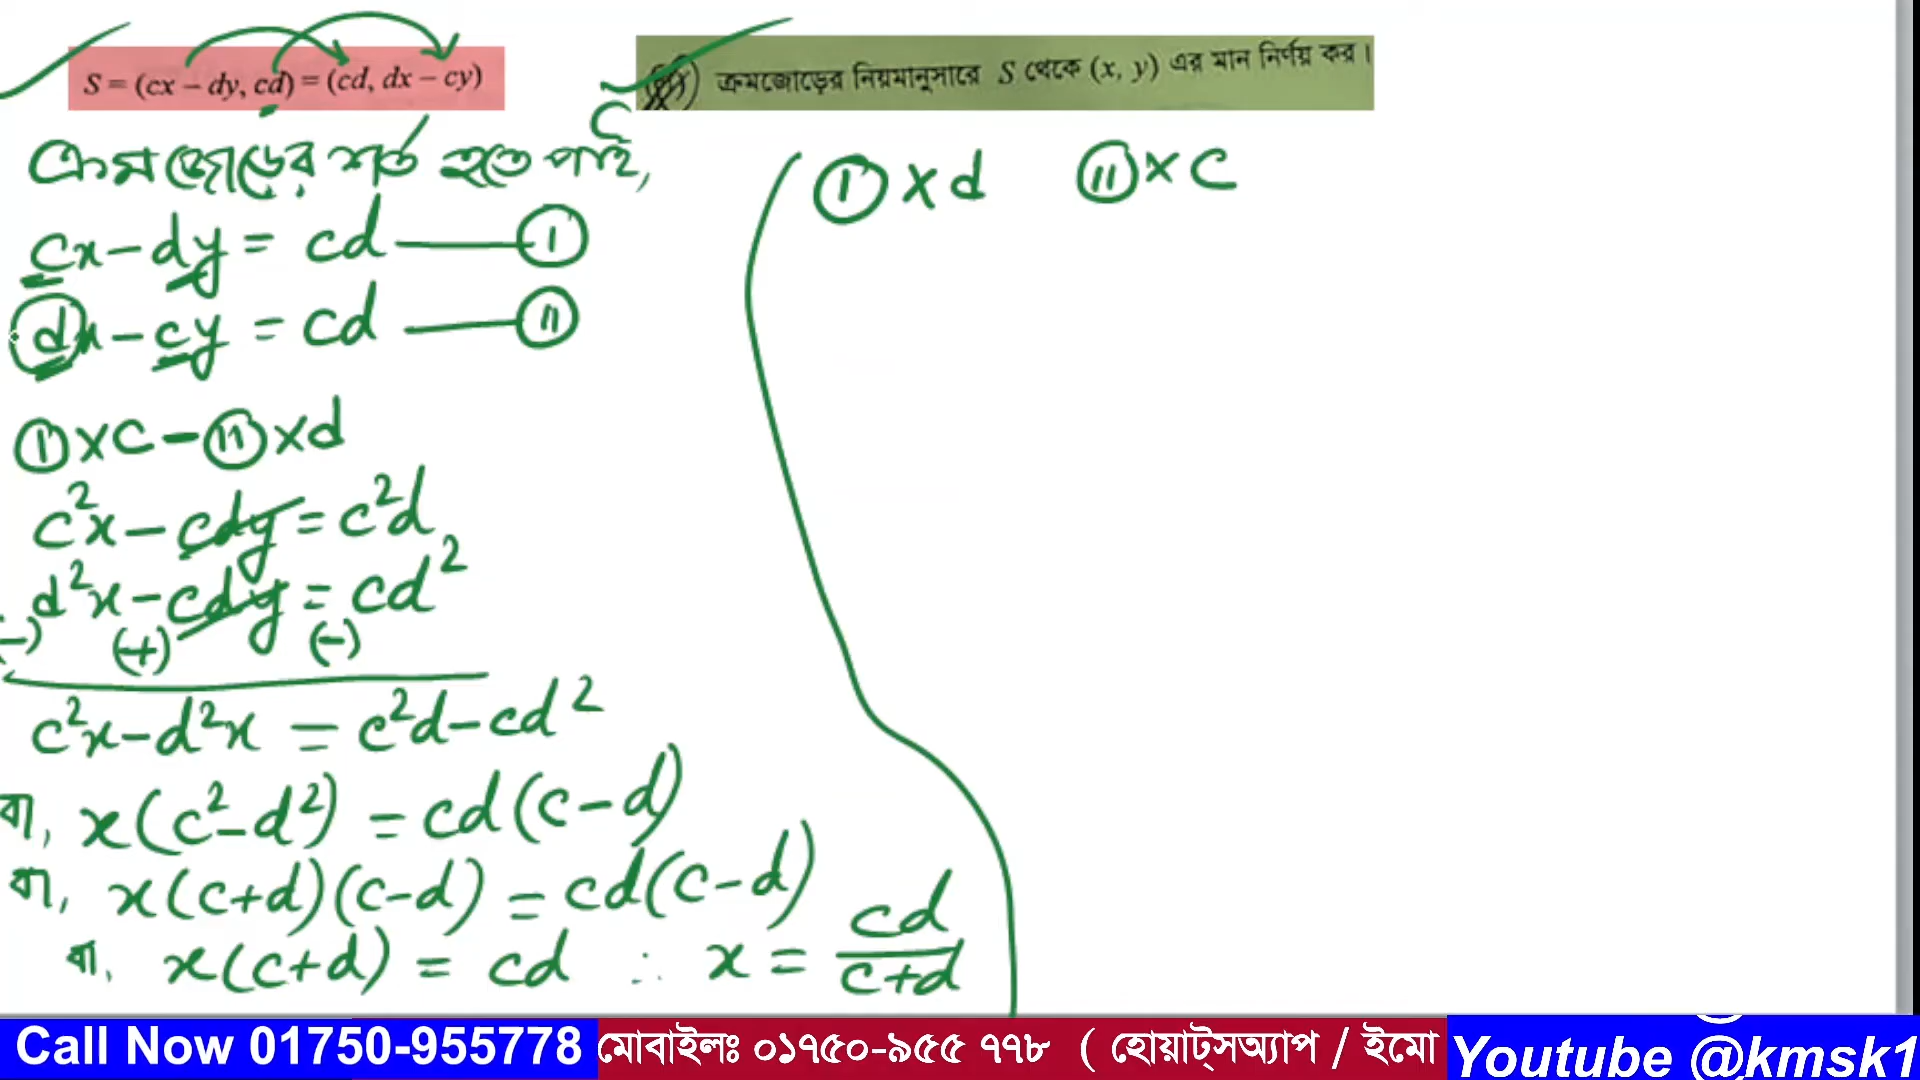 S = (cx − dy, cd) = (cd, dx − cy)
ক্রমজোড়ের নিয়মানুসারে S থেকে (x, y) এর মান নির্ণয় কর।
ক্রমজোড়ের শর্ত হতে পাই,
cx − dy = cd —— (i)
dx − cy = cd —— (ii)
(i) × c − (ii) × d
c²x − cdy = c²d
d²x − cdy = cd²
(−) (+) (−)
c²x − d²x = c²d − cd²
বা, x(c² − d²) = cd(c − d)
বা, x(c+d)(c−d) = cd(c−d)
বা, x(c+d) = cd ∴ x = cd/(c+d)
(i) × d (ii) × c
Call Now 01750-955778
মোবাইলঃ ০১৭৫০-৯৫৫ ৭৭৮ ( হোয়াট্সঅ্যাপ / ইমো
Youtube @kmsk1